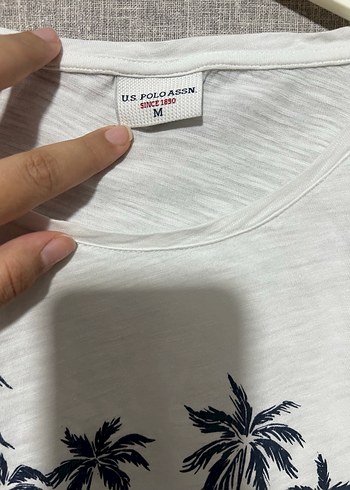 U.S. POLO ASSN.
SINCE 1890
M